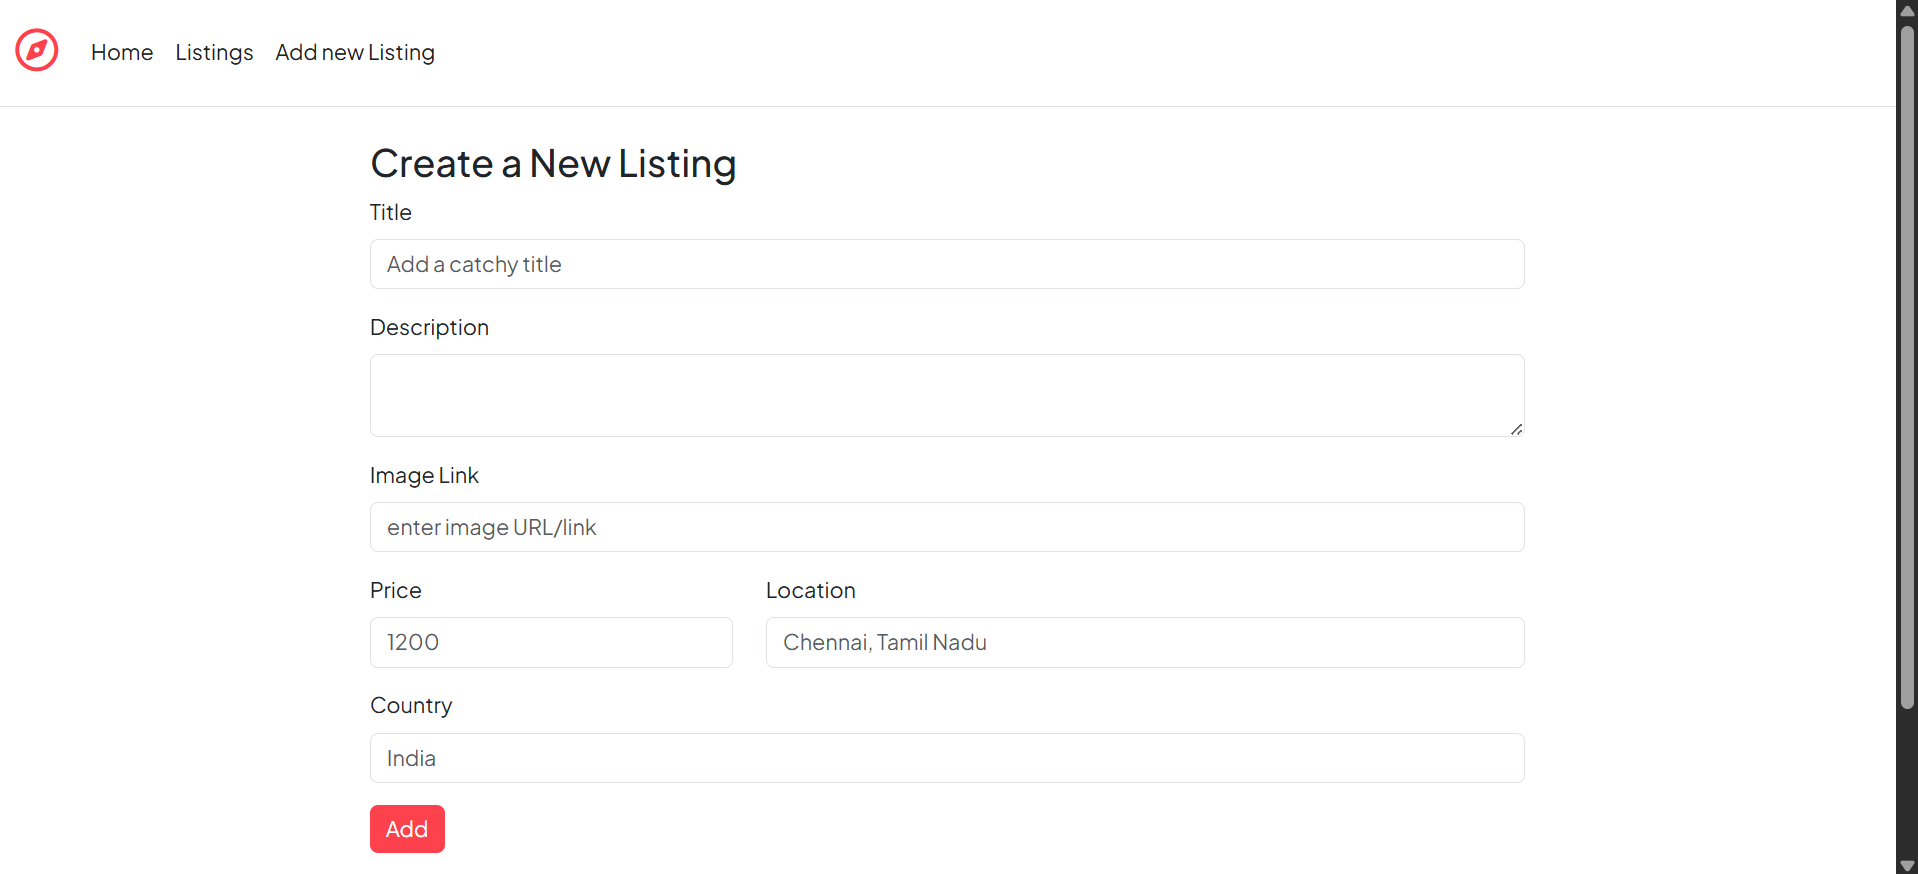 Home Listings Add new Listing
Create a New Listing
Title
Add a catchy title
Description
Image Link
enter image URL/link
Price Location
1200 Chennai, Tamil Nadu
Country
India
Add